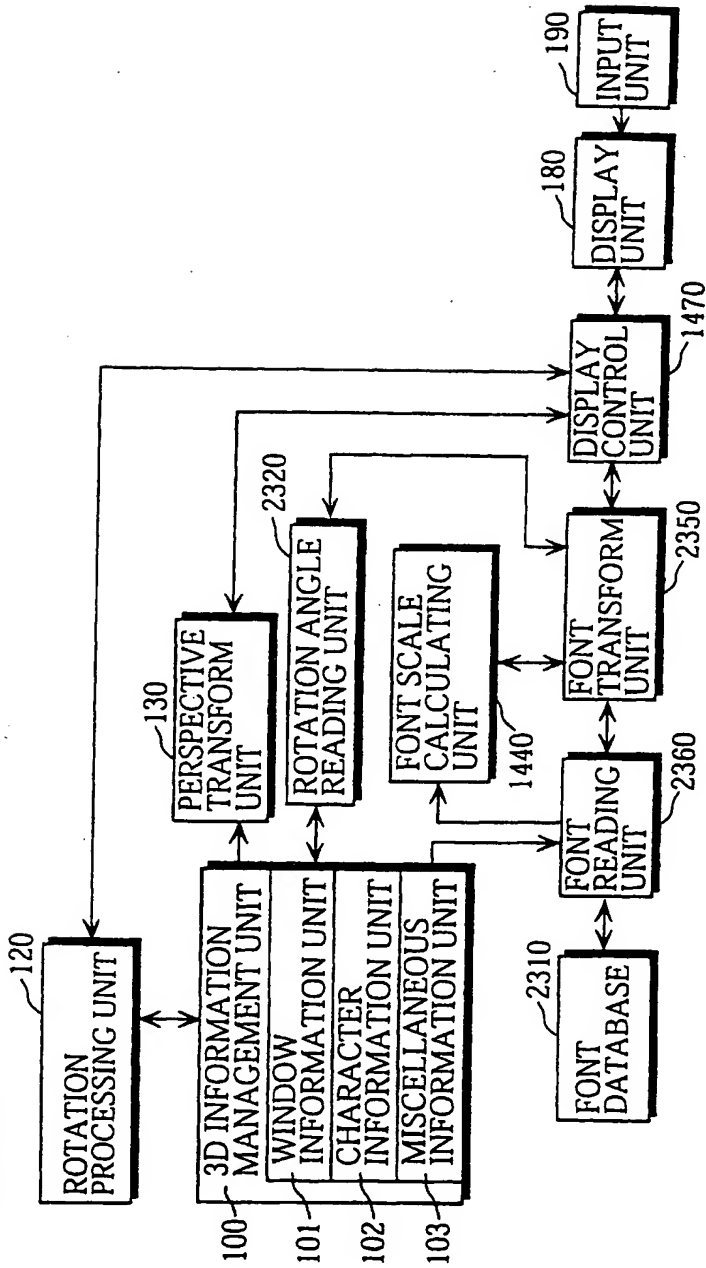 120
ROTATION
PROCESSING UNIT
100
3D INFORMATION
MANAGEMENT UNIT
101
WINDOW
INFORMATION UNIT
102
CHARACTER
INFORMATION UNIT
103
MISCELLANEOUS
INFORMATION UNIT
130
PERSPECTIVE
TRANSFORM
UNIT
2320
ROTATION ANGLE
READING UNIT
FONT SCALE
CALCULATING
UNIT
1440
2310
FONT
DATABASE
FONT
READING
UNIT
2360
FONT
TRANSFORM
UNIT
2350
DISPLAY
CONTROL
UNIT
1470
180
DISPLAY
UNIT
190
INPUT
UNIT